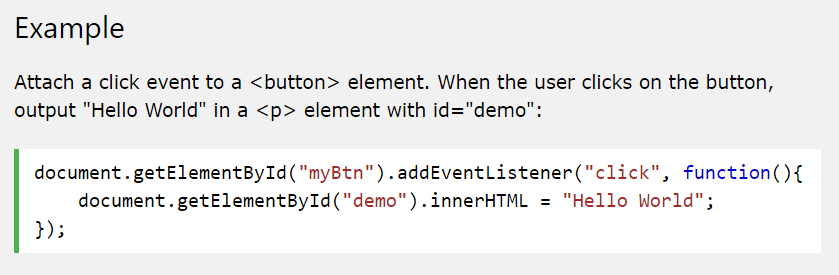 Example
Attach a click event to a <button> element. When the user clicks on the button,
output "Hello World" in a <p> element with id="demo":
document.getElementById("myBtn").addEventListener("click", function(){
    document.getElementById("demo").innerHTML = "Hello World";
});